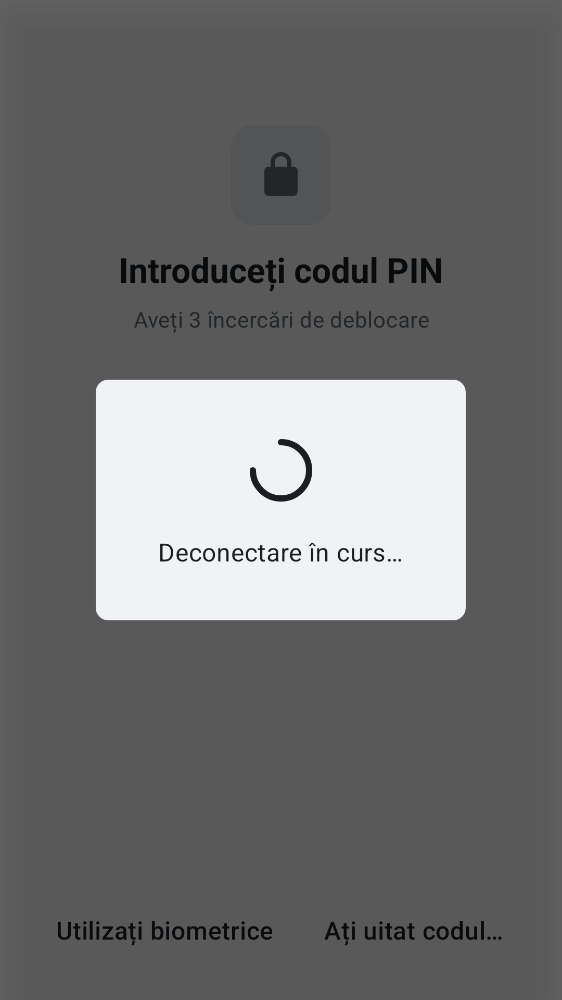 Introduceți codul PIN
Aveți 3 încercări de deblocare
Deconectare în curs…
Utilizați biometrice
Ați uitat codul…